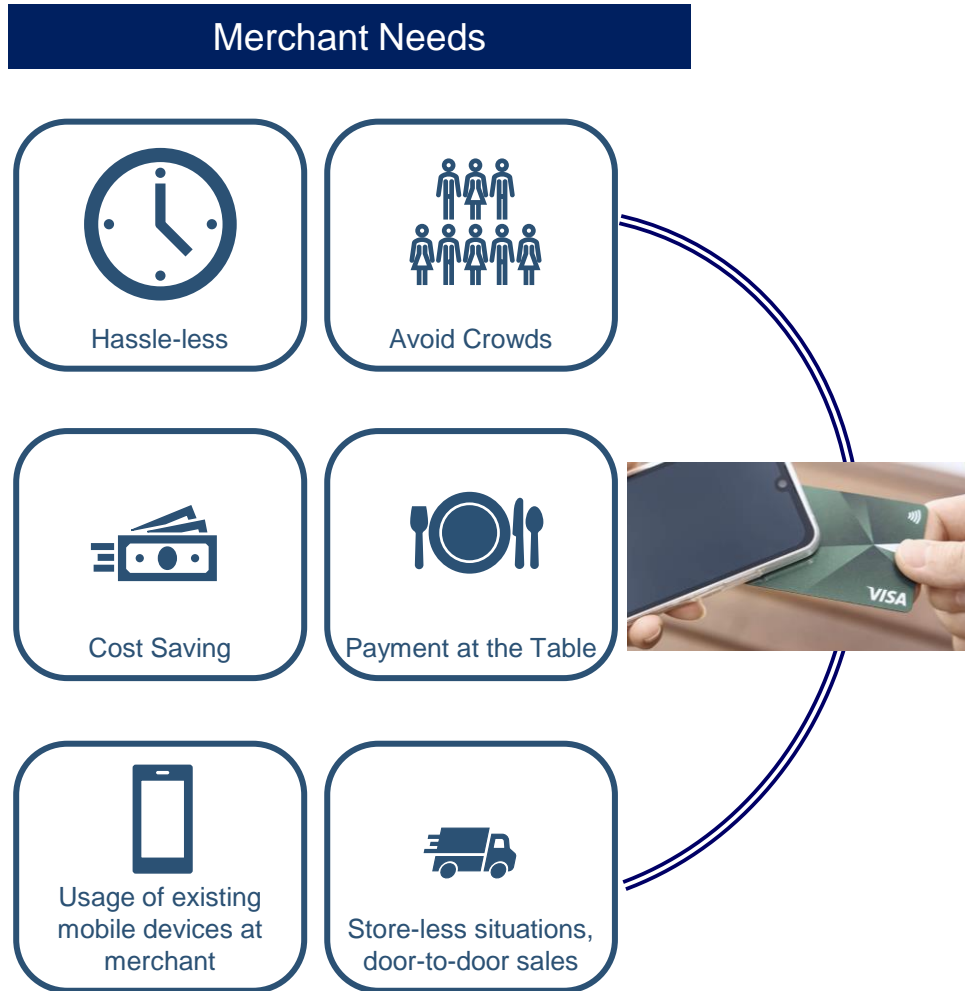 Merchant Needs
Hassle-less
Avoid Crowds
Cost Saving
Payment at the Table
VISA
Usage of existing
mobile devices at
merchant
Store-less situations,
door-to-door sales